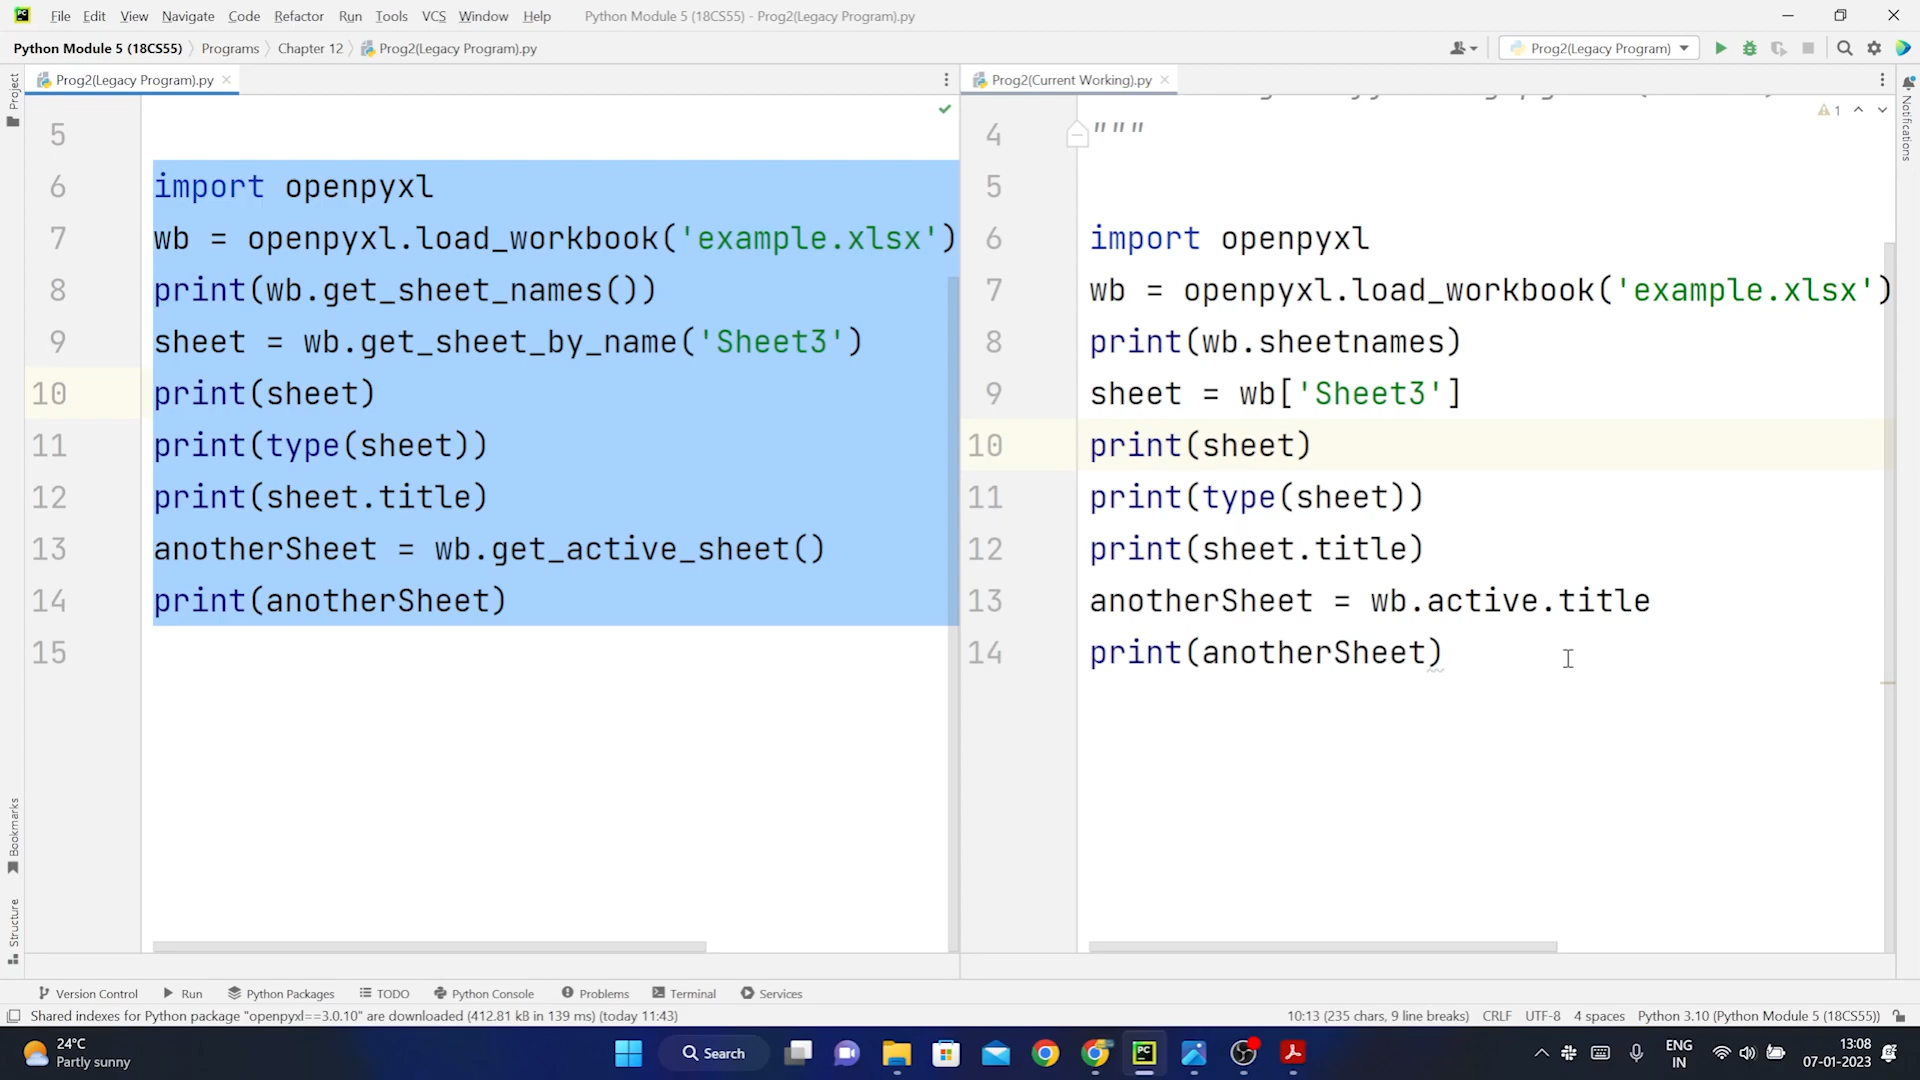 File Edit View Navigate Code Refactor Run Tools VCS Window Help Python Module 5 (18CS55) - Prog2(Legacy Program).py
Python Module 5 (18CS55) Programs Chapter 12 Prog2(Legacy Program).py
Prog2(Legacy Program)
Project
Prog2(Legacy Program).py
5
6 import openpyxl
7 wb = openpyxl.load_workbook('example.xlsx')
8 print(wb.get_sheet_names())
9 sheet = wb.get_sheet_by_name('Sheet3')
10 print(sheet)
11 print(type(sheet))
12 print(sheet.title)
13 anotherSheet = wb.get_active_sheet()
14 print(anotherSheet)
15
Prog2(Current Working).py
1
4 """
5
6 import openpyxl
7 wb = openpyxl.load_workbook('example.xlsx')
8 print(wb.sheetnames)
9 sheet = wb['Sheet3']
10 print(sheet)
11 print(type(sheet))
12 print(sheet.title)
13 anotherSheet = wb.active.title
14 print(anotherSheet)
Notifications
Bookmarks
Structure
Version Control Run Python Packages TODO Python Console Problems Terminal Services
Shared indexes for Python package "openpyxl==3.0.10" are downloaded (412.81 kB in 139 ms) (today 11:43) 10:13 (235 chars, 9 line breaks) CRLF UTF-8 4 spaces Python 3.10 (Python Module 5 (18CS55))
24°C
Partly sunny
Search
ENG
IN
13:08
07-01-2023